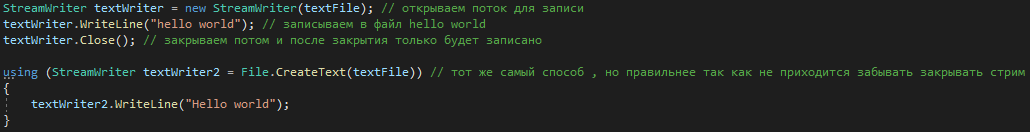 StreamWriter textWriter = new StreamWriter(textFile); // открываем поток для записи
textWriter.WriteLine("hello world"); // записываем в файл hello world
textWriter.Close(); // закрываем потом и после закрытия только будет записано
using (StreamWriter textWriter2 = File.CreateText(textFile)) // тот же самый способ , но правильнее так как не приходится забывать закрывать стрим
{
textWriter2.WriteLine("Hello world");
}